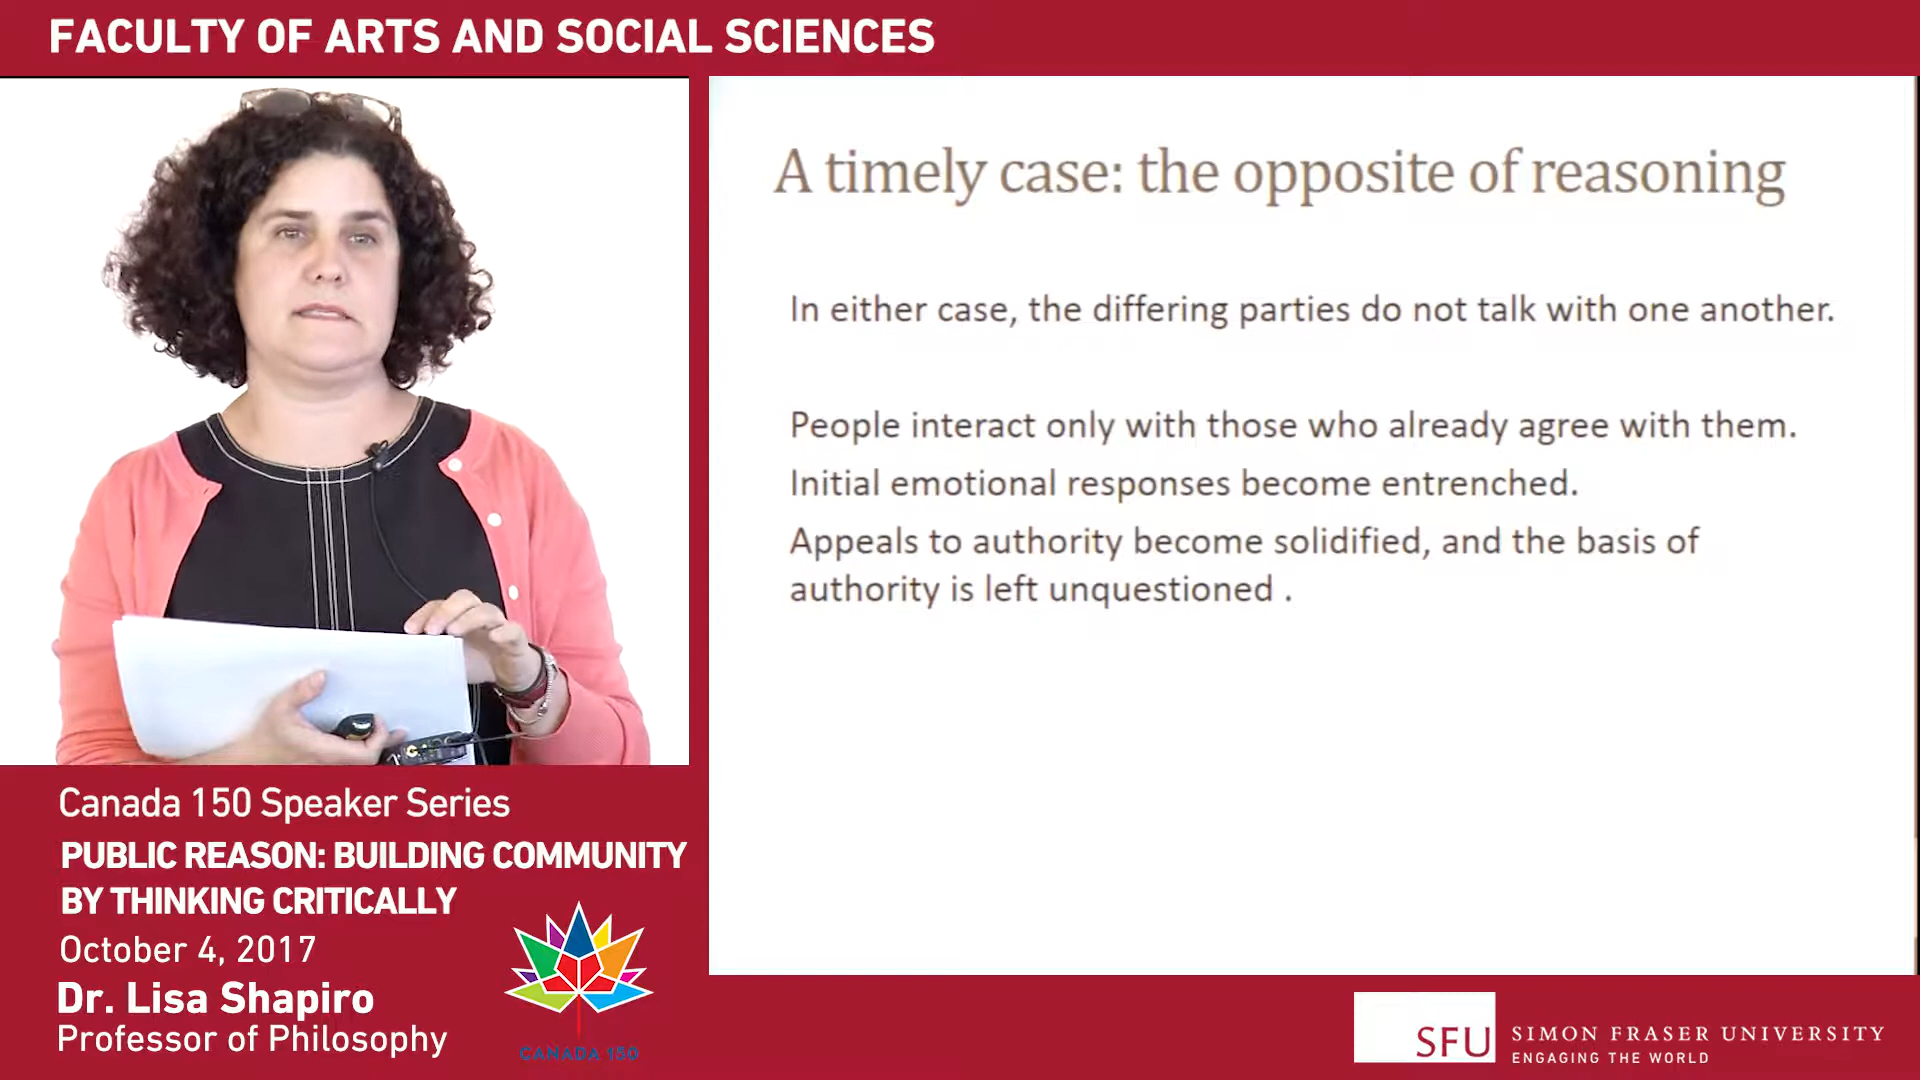 FACULTY OF ARTS AND SOCIAL SCIENCES
A timely case: the opposite of reasoning
In either case, the differing parties do not talk with one another.
People interact only with those who already agree with them.
Initial emotional responses become entrenched.
Appeals to authority become solidified, and the basis of
authority is left unquestioned .
Canada 150 Speaker Series
PUBLIC REASON: BUILDING COMMUNITY
BY THINKING CRITICALLY
October 4, 2017
Dr. Lisa Shapiro
Professor of Philosophy
CANADA 150
SFU
SIMON FRASER UNIVERSITY
ENGAGING THE WORLD